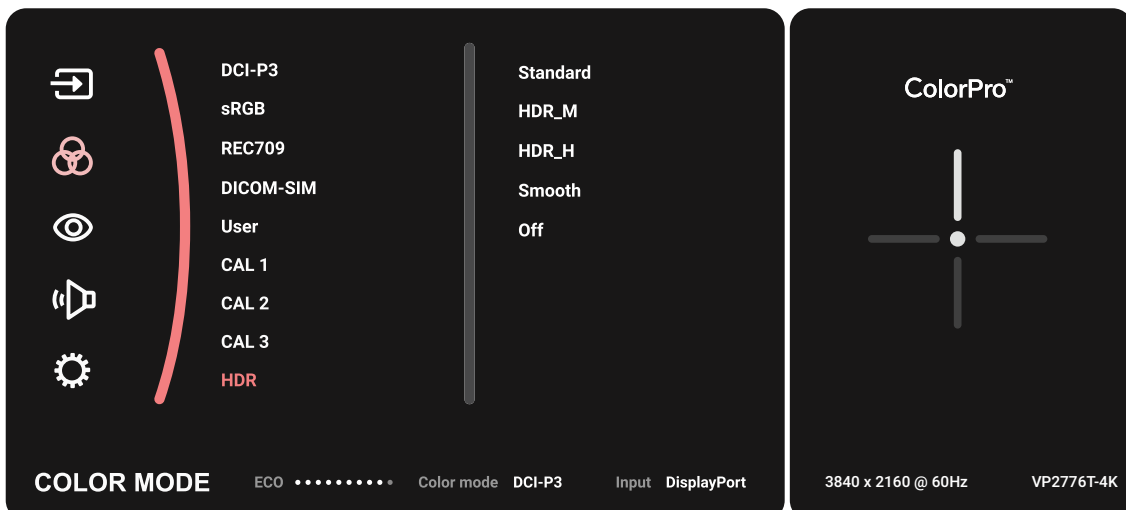 DCI-P3
sRGB
REC709
DICOM-SIM
User
CAL 1
CAL 2
CAL 3
HDR
Standard
HDR_M
HDR_H
Smooth
Off
COLOR MODE
ECO
Color mode DCI-P3
Input DisplayPort
ColorPro™
3840 x 2160 @ 60Hz
VP2776T-4K